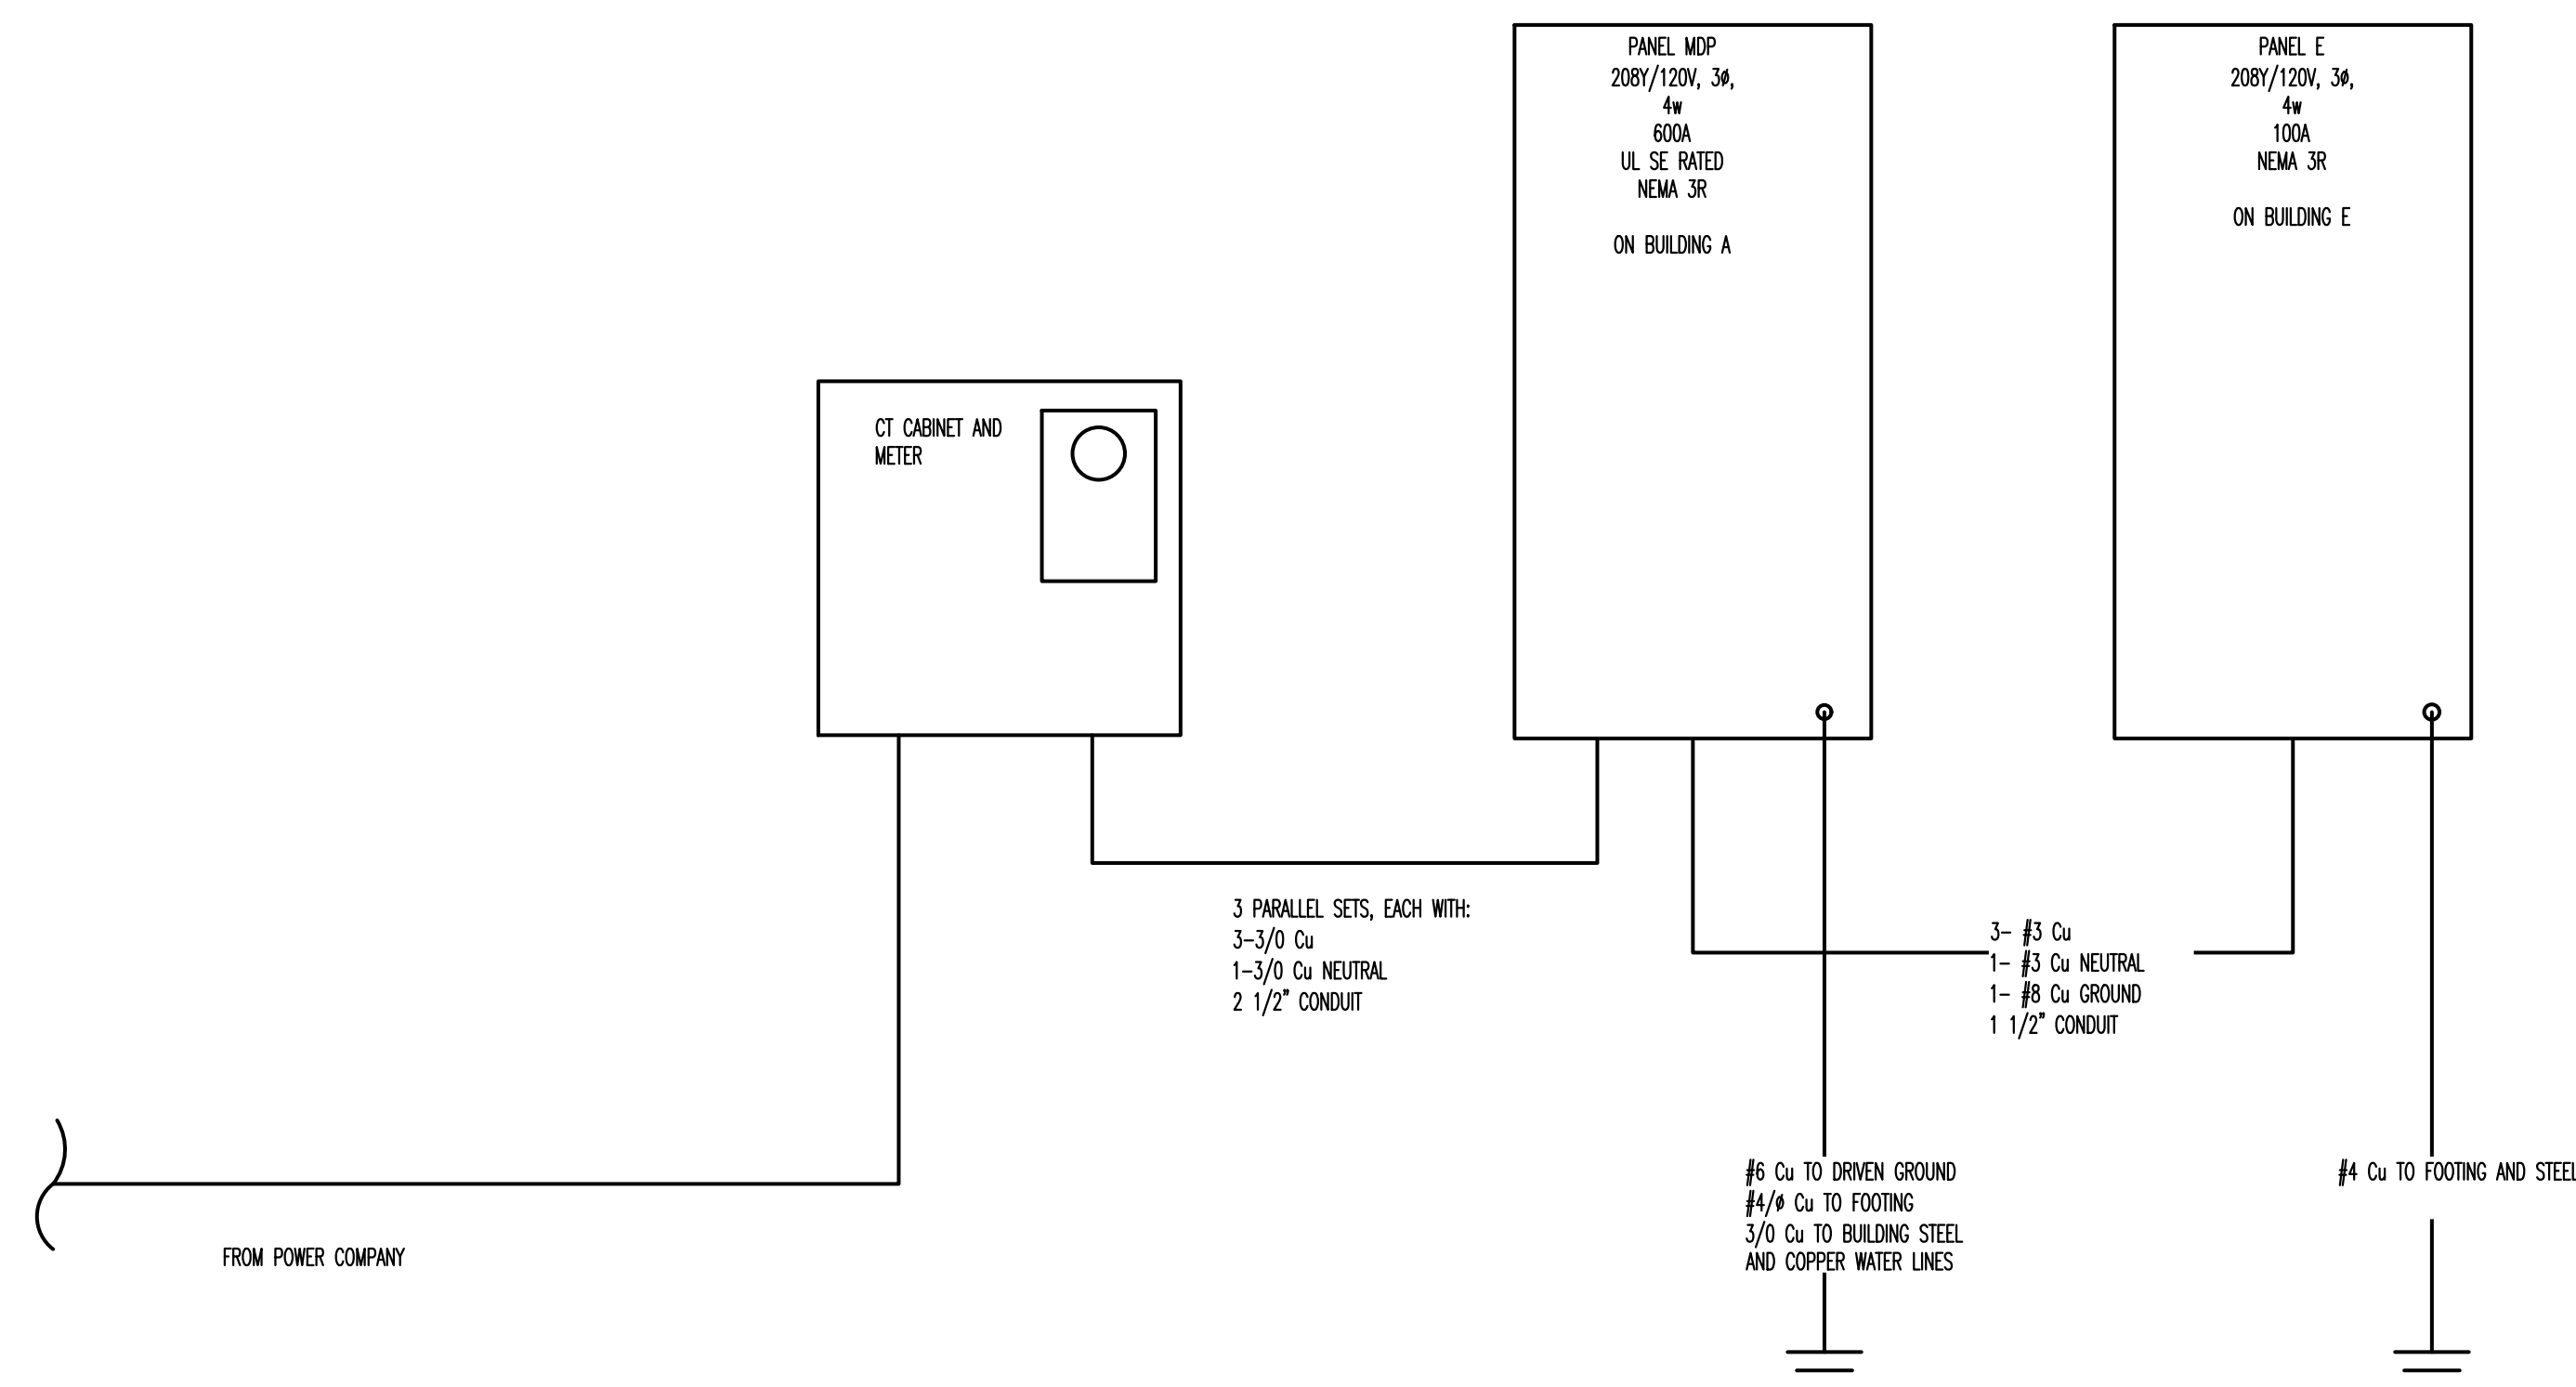 PANEL MDP
208Y/120V, 3ø,
4w
600A
UL SE RATED
NEMA 3R
ON BUILDING A
PANEL E
208Y/120V, 3ø,
4w
100A
NEMA 3R
ON BUILDING E
CT CABINET AND
METER
3 PARALLEL SETS, EACH WITH:
3-3/0 Cu
1-3/0 Cu NEUTRAL
2 1/2" CONDUIT
3- #3 Cu
1- #3 Cu NEUTRAL
1- #8 Cu GROUND
1 1/2" CONDUIT
#6 Cu TO DRIVEN GROUND
#4/ø Cu TO FOOTING
3/0 Cu TO BUILDING STEEL
AND COPPER WATER LINES
#4 Cu TO FOOTING AND STEEL
FROM POWER COMPANY